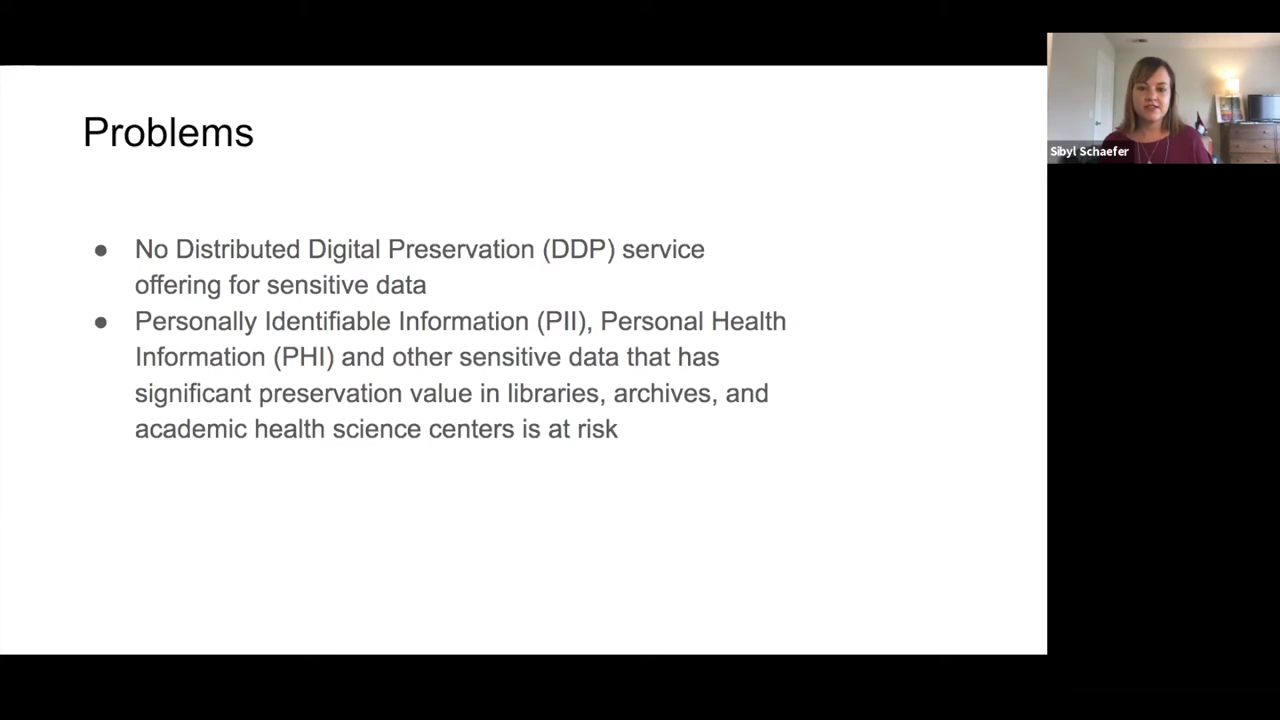 Problems
● No Distributed Digital Preservation (DDP) service
offering for sensitive data
● Personally Identifiable Information (PII), Personal Health
Information (PHI) and other sensitive data that has
significant preservation value in libraries, archives, and
academic health science centers is at risk
Sibyl Schaefer